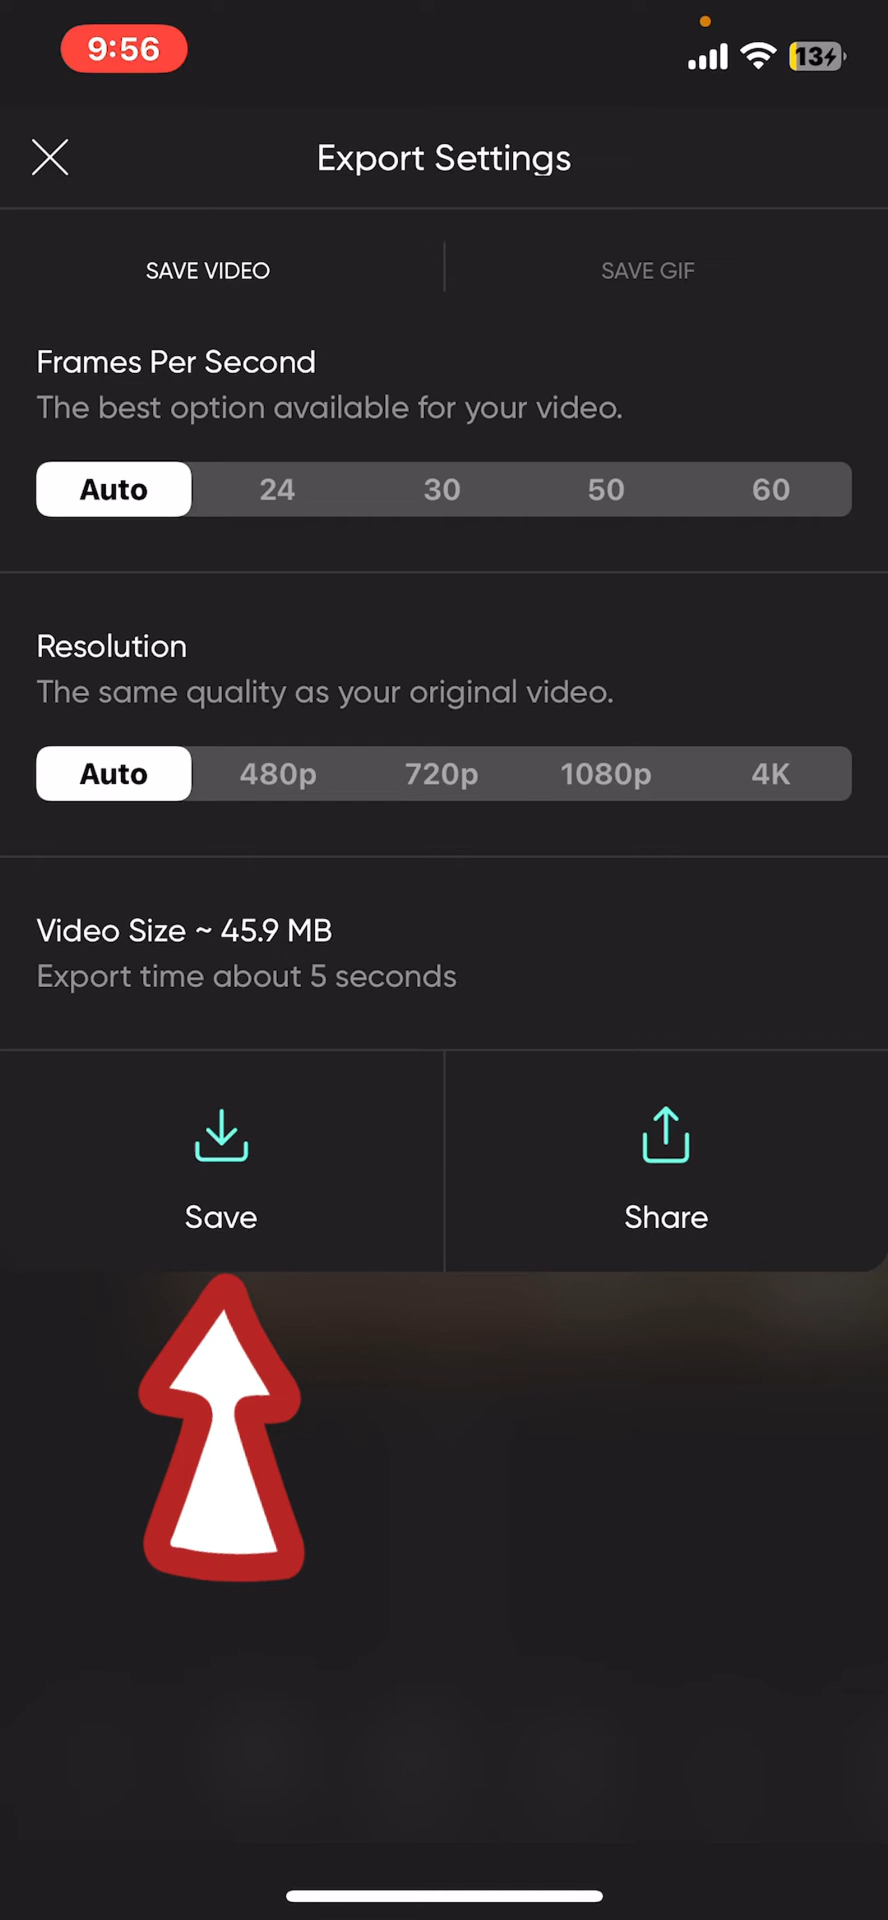 9:56
13
Export Settings
SAVE VIDEO
SAVE GIF
Frames Per Second
The best option available for your video.
Auto 24 30 50 60
Resolution
The same quality as your original video.
Auto 480p 720p 1080p 4K
Video Size ~ 45.9 MB
Export time about 5 seconds
Save
Share